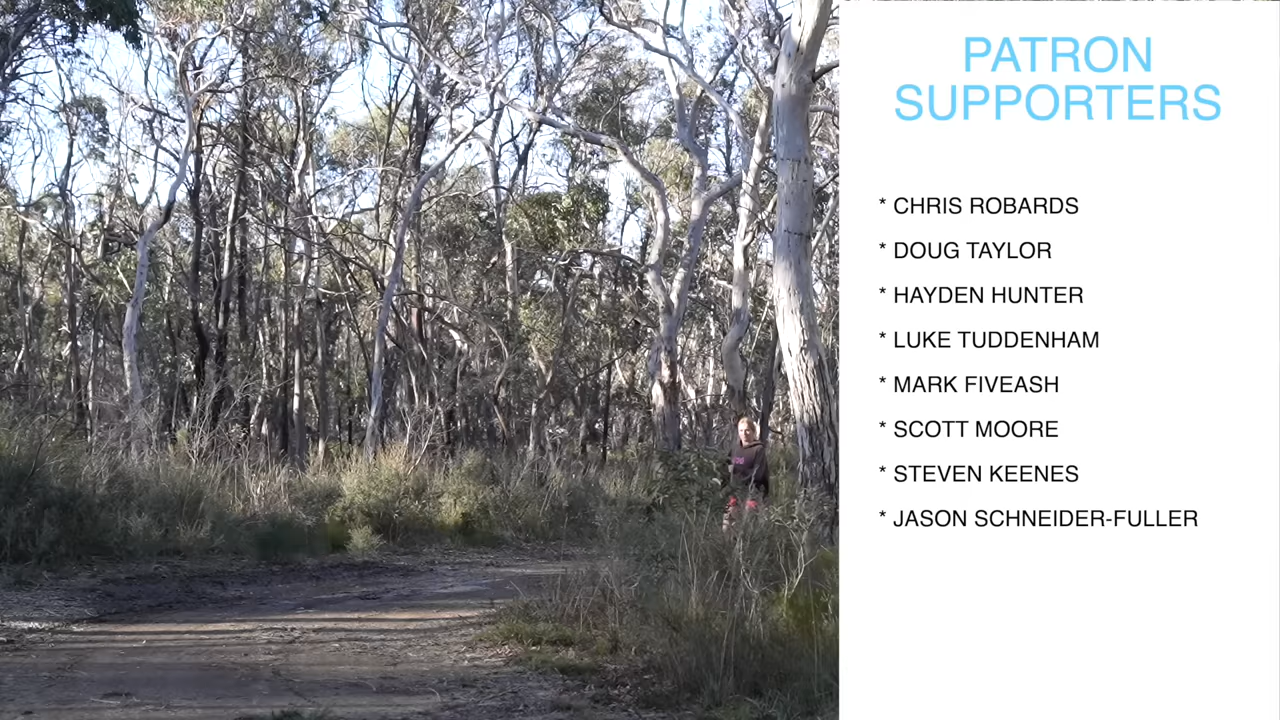 PATRON
SUPPORTERS
* CHRIS ROBARDS
* DOUG TAYLOR
* HAYDEN HUNTER
* LUKE TUDDENHAM
* MARK FIVEASH
* SCOTT MOORE
* STEVEN KEENES
* JASON SCHNEIDER-FULLER